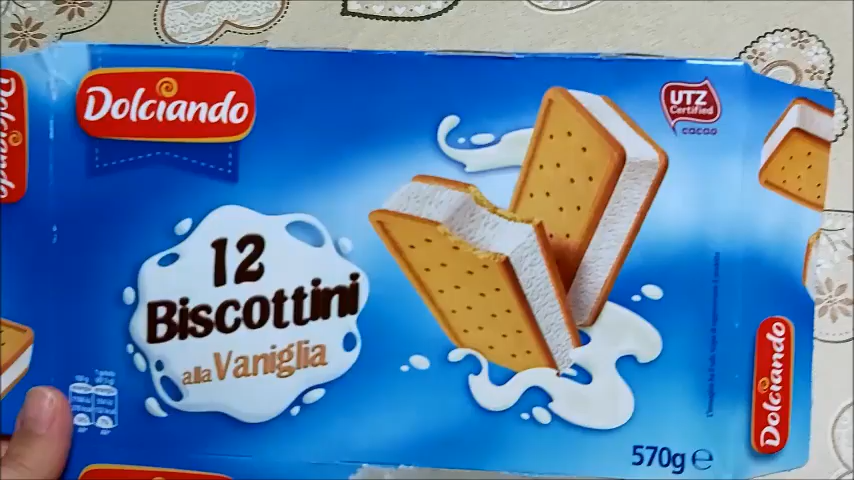 Dolciando
UTZ
Certified
cacao
12
Biscottini
alla Vaniglia
570g ℮
Dolciando
Dolciando